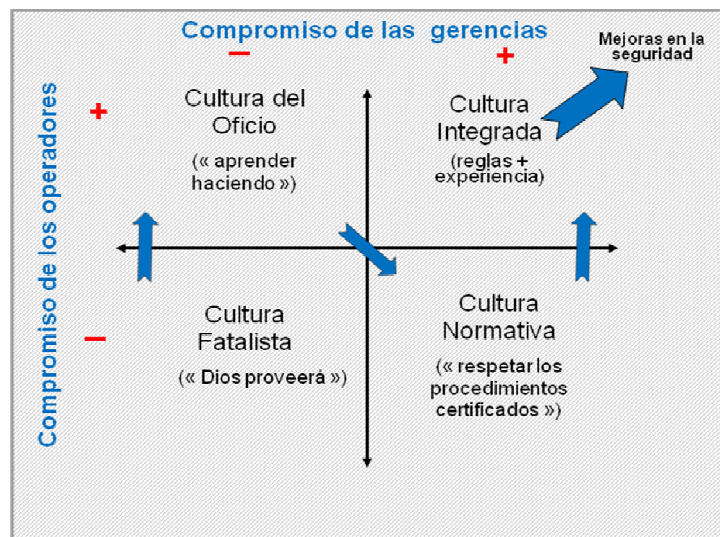 Compromiso de las gerencias
Mejoras en la
seguridad
–
+
+
Cultura del
Oficio
(« aprender
haciendo »)
Cultura
Integrada
(reglas +
experiencia)
Compromiso de los operadores
–
Cultura
Fatalista
(« Dios proveerá »)
Cultura
Normativa
(« respetar los
procedimientos
certificados »)